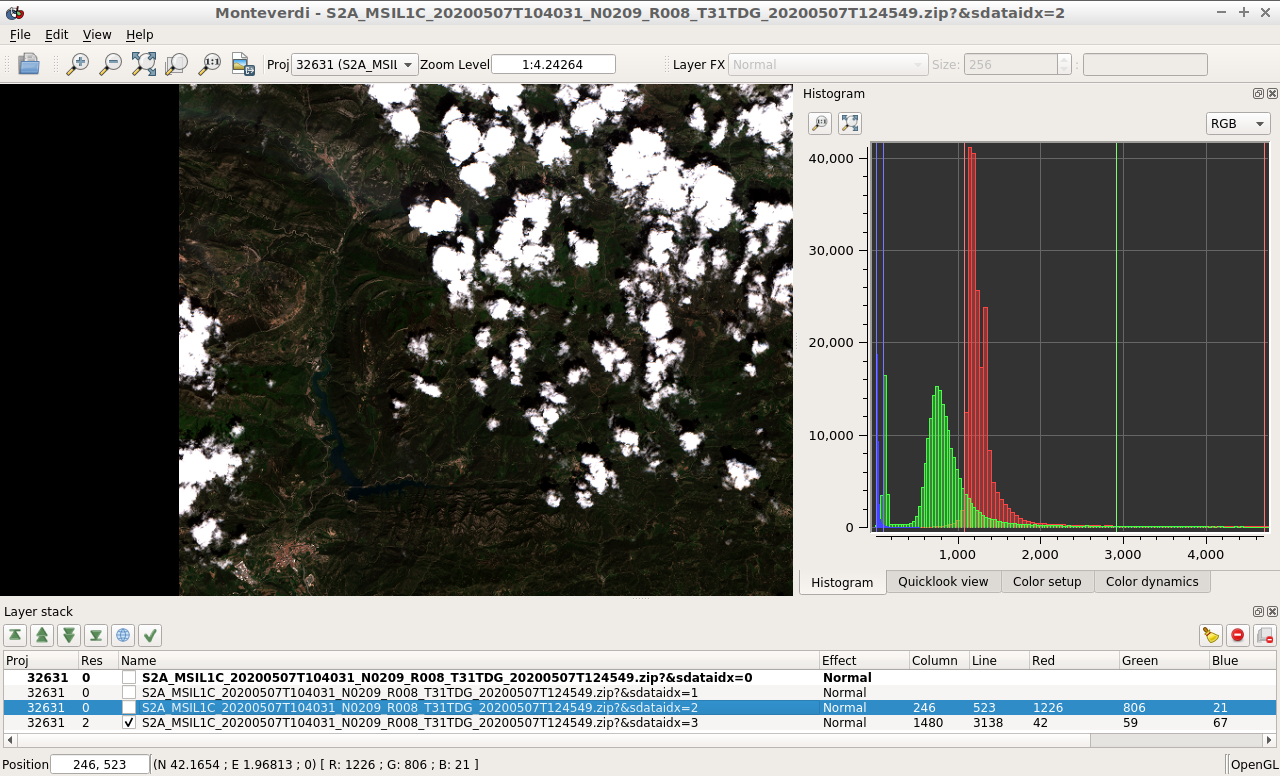 Monteverdi - S2A_MSIL1C_20200507T104031_N0209_R008_T31TDG_20200507T124549.zip?&sdataidx=2
File Edit View Help
Proj 32631 (S2A_MSIL Zoom Level 1:4.24264 Layer FX Normal Size: 256 :
Histogram
RGB
40,000
30,000
20,000
10,000
0
1,000 2,000 3,000 4,000
Histogram Quicklook view Color setup Color dynamics
Layer stack
Proj Res Name Effect Column Line Red Green Blue
32631 0 S2A_MSIL1C_20200507T104031_N0209_R008_T31TDG_20200507T124549.zip?&sdataidx=0 Normal
32631 0 S2A_MSIL1C_20200507T104031_N0209_R008_T31TDG_20200507T124549.zip?&sdataidx=1 Normal
32631 0 S2A_MSIL1C_20200507T104031_N0209_R008_T31TDG_20200507T124549.zip?&sdataidx=2 Normal 246 523 1226 806 21
32631 2 S2A_MSIL1C_20200507T104031_N0209_R008_T31TDG_20200507T124549.zip?&sdataidx=3 Normal 1480 3138 42 59 67
Position 246, 523 (N 42.1654 ; E 1.96813 ; 0) [ R: 1226 ; G: 806 ; B: 21 ] OpenGL